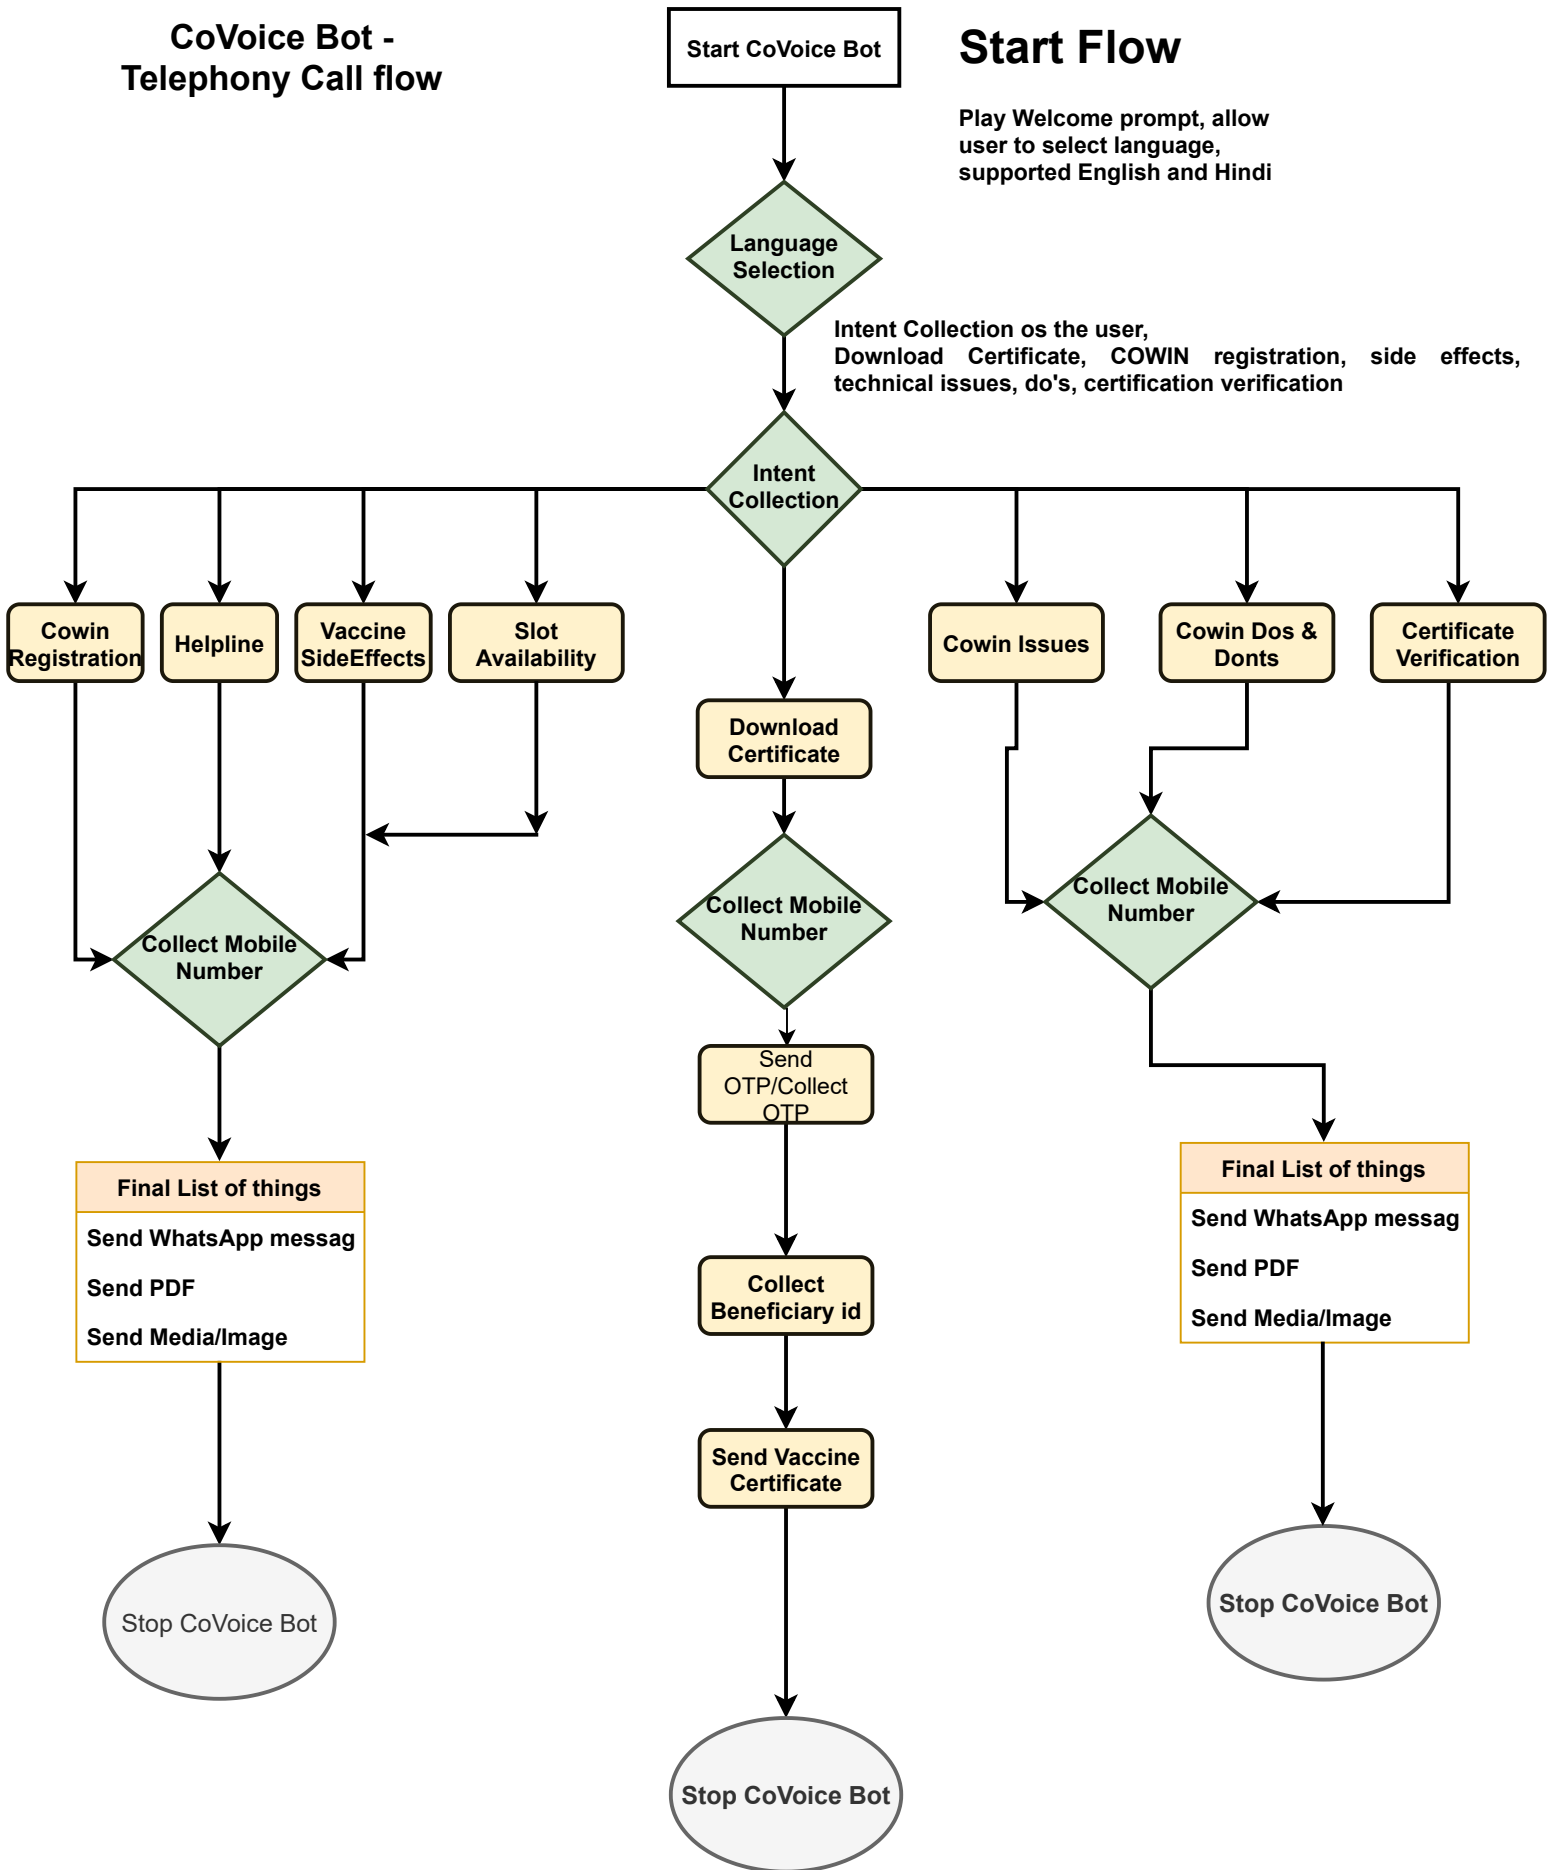 CoVoice Bot -
Telephony Call flow
Start CoVoice Bot
Start Flow
Play Welcome prompt, allow
user to select language,
supported English and Hindi
Language
Selection
Intent Collection os the user,
Download Certificate, COWIN registration, side effects,
technical issues, do's, certification verification
Intent
Collection
Cowin
Registration
Helpline
Vaccine
SideEffects
Slot
Availability
Cowin Issues
Cowin Dos &
Donts
Certificate
Verification
Download
Certificate
Collect Mobile
Number
Collect Mobile
Number
Collect Mobile
Number
Send
OTP/Collect
OTP
Final List of things
Send WhatsApp messag
Send PDF
Send Media/Image
Final List of things
Send WhatsApp messag
Send PDF
Send Media/Image
Collect
Beneficiary id
Send Vaccine
Certificate
Stop CoVoice Bot
Stop CoVoice Bot
Stop CoVoice Bot